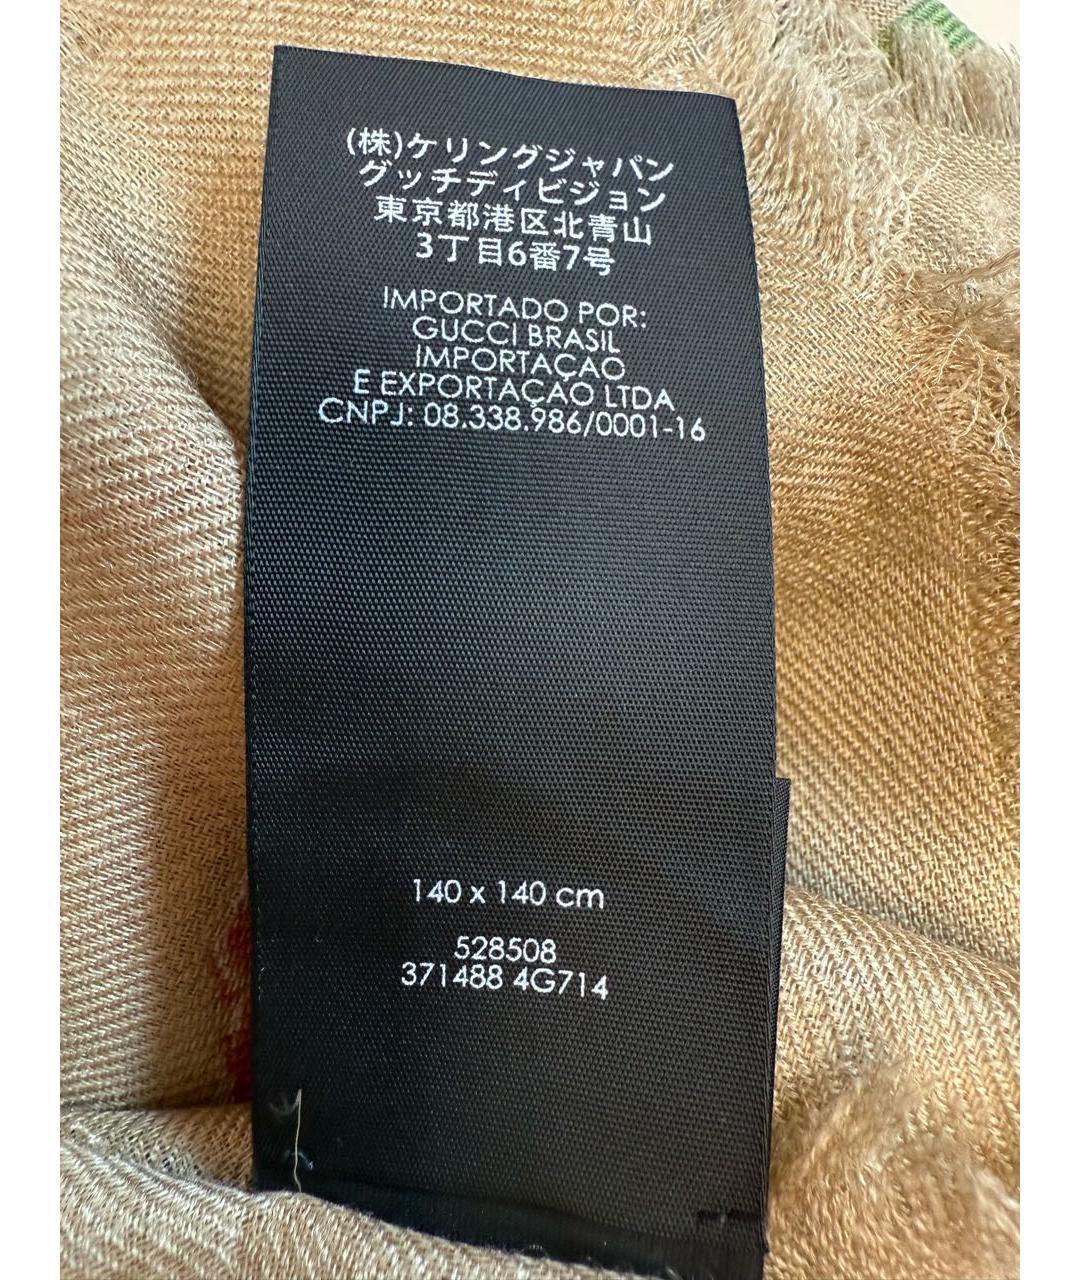 (株)ケリングジャパン
グッチディビジョン
東京都港区北青山
3丁目6番7号
IMPORTADO POR:
GUCCI BRASIL
IMPORTAÇAO
E EXPORTAÇAO LTDA
CNPJ: 08.338.986/0001-16
140 x 140 cm
528508
371488 4G714